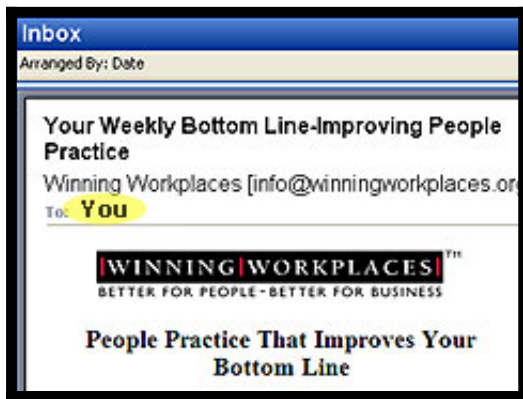 Inbox
Arranged By: Date
Your Weekly Bottom Line-Improving People
Practice
Winning Workplaces [info@winningworkplaces.org
To: You
WINNING WORKPLACES ™
BETTER FOR PEOPLE - BETTER FOR BUSINESS
People Practice That Improves Your
Bottom Line